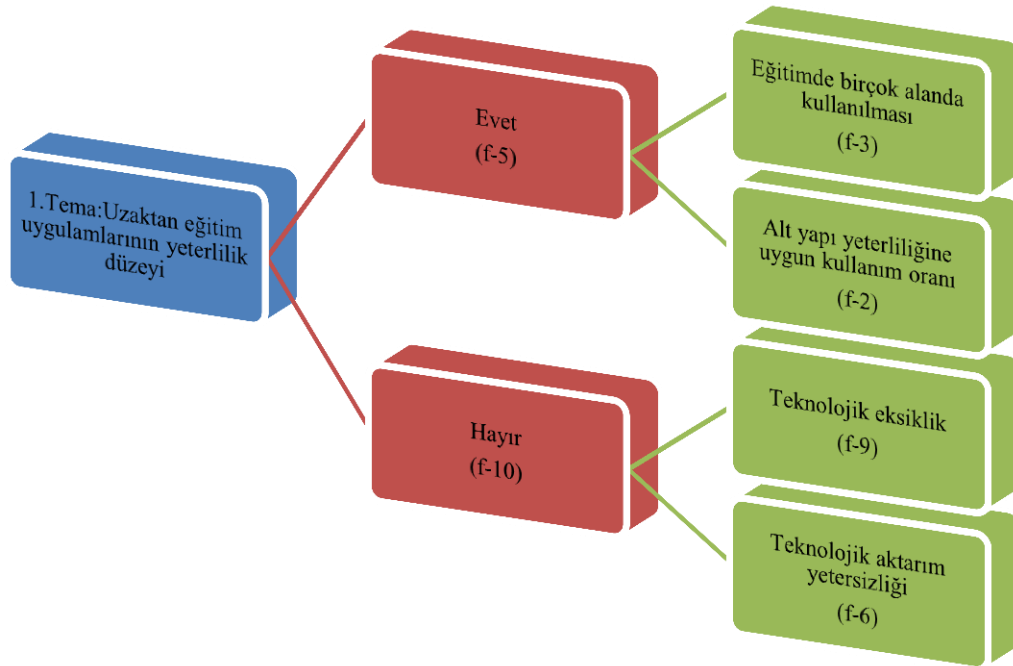 1.Tema:Uzaktan eğitim
uygulamlarının yeterlilik
düzeyi
Evet
(f-5)
Hayır
(f-10)
Eğitimde birçok alanda
kullanılması
(f-3)
Alt yapı yeterliliğine
uygun kullanım oranı
(f-2)
Teknolojik eksiklik
(f-9)
Teknolojik aktarım
yetersizliği
(f-6)